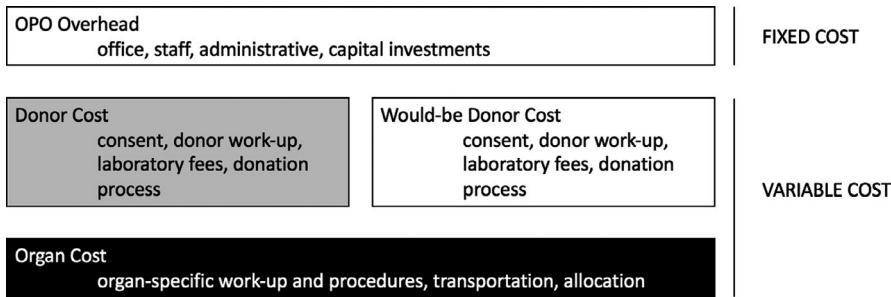 OPO Overhead
office, staff, administrative, capital investments
FIXED COST
Donor Cost
consent, donor work-up,
laboratory fees, donation
process
Would-be Donor Cost
consent, donor work-up,
laboratory fees, donation
process
VARIABLE COST
Organ Cost
organ-specific work-up and procedures, transportation, allocation